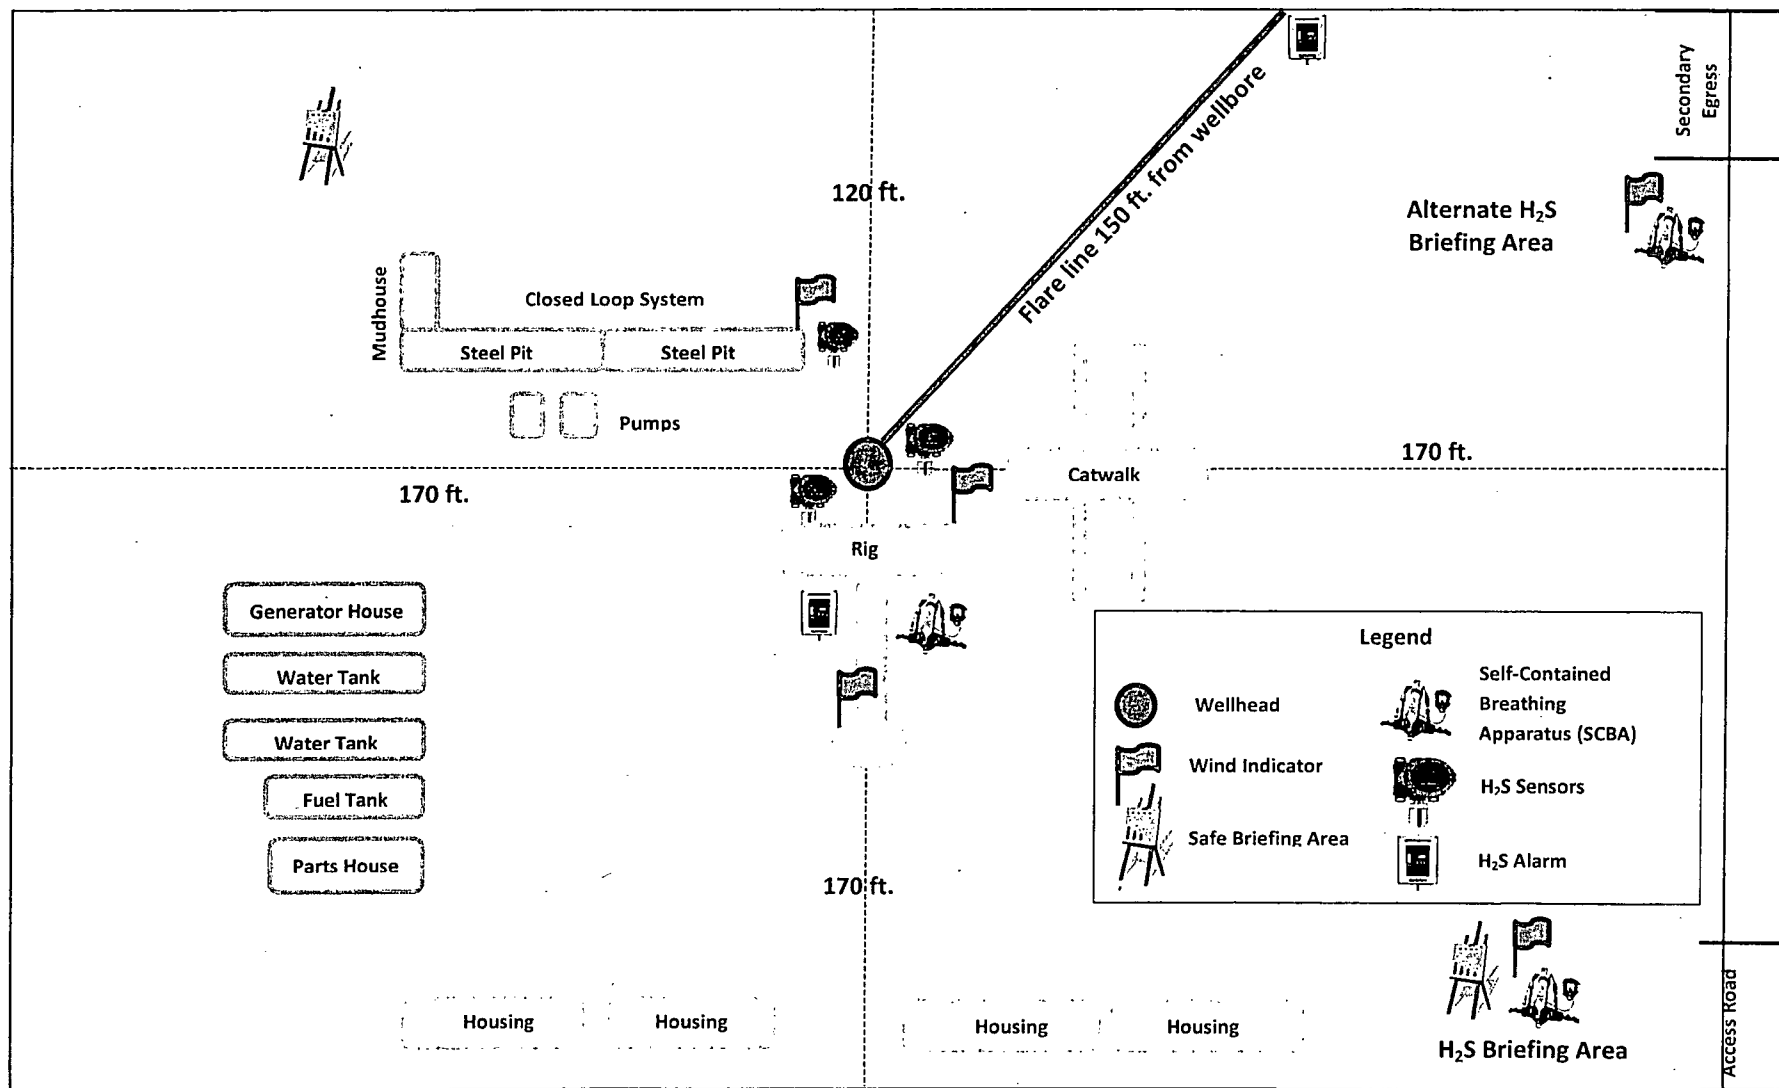 Secondary
Egress
120 ft.
Flare line 150 ft. from wellbore
Alternate H₂S
Briefing Area
Mudhouse
Closed Loop System
Steel Pit
Steel Pit
Pumps
170 ft.
170 ft.
Catwalk
Rig
Generator House
Water Tank
Water Tank
Fuel Tank
Parts House
170 ft.
Legend
Wellhead
Wind Indicator
Safe Briefing Area
Self-Contained
Breathing
Apparatus (SCBA)
H₂S Sensors
H₂S Alarm
Housing
Housing
Housing
Housing
H₂S Briefing Area
Access Road